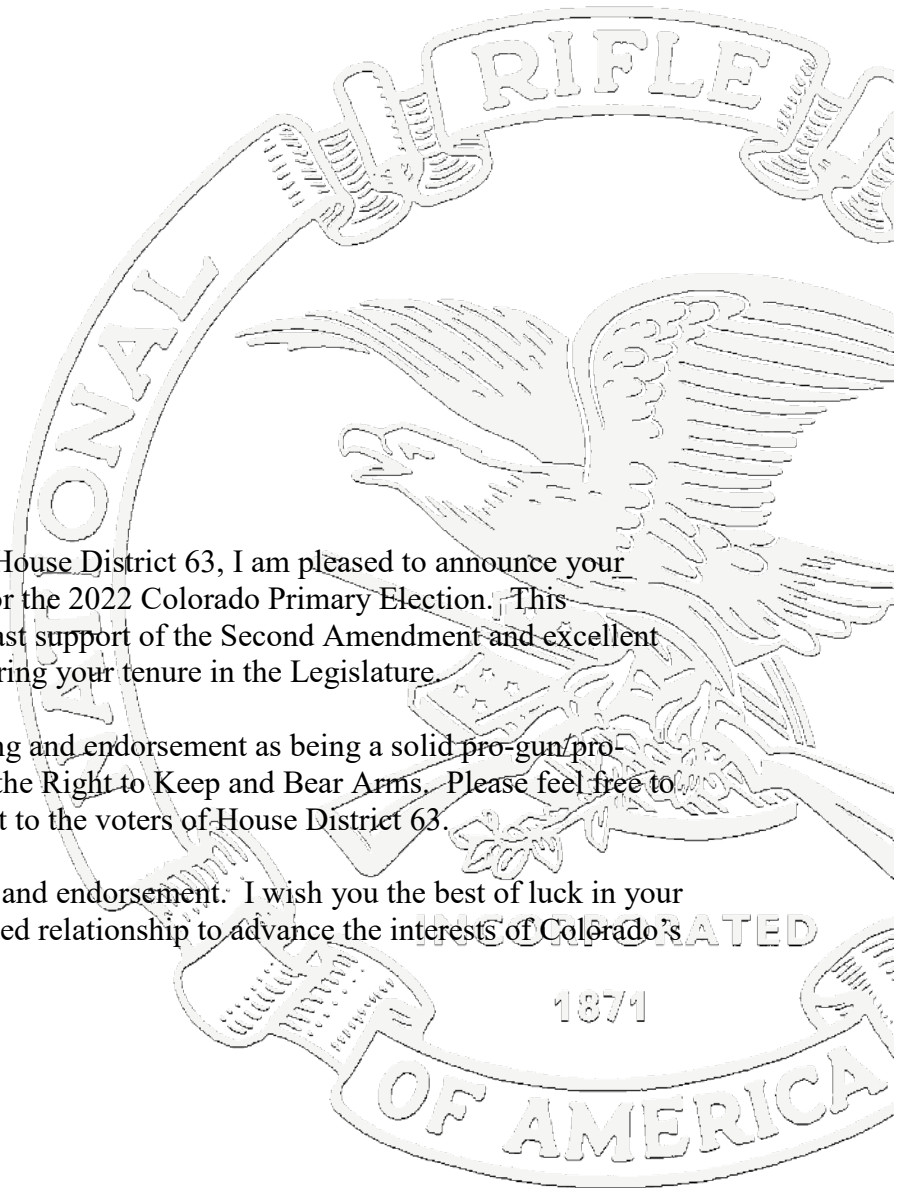 RIFLE
NATIONAL
House District 63, I am pleased to announce your
or the 2022 Colorado Primary Election.  This
ast support of the Second Amendment and excellent
ring your tenure in the Legislature.
ng and endorsement as being a solid pro-gun/pro-
the Right to Keep and Bear Arms.  Please feel free to
t to the voters of House District 63.
and endorsement.  I wish you the best of luck in your
ed relationship to advance the interests of Colorado’s
INCORPORATED
1871
OF AMERICA